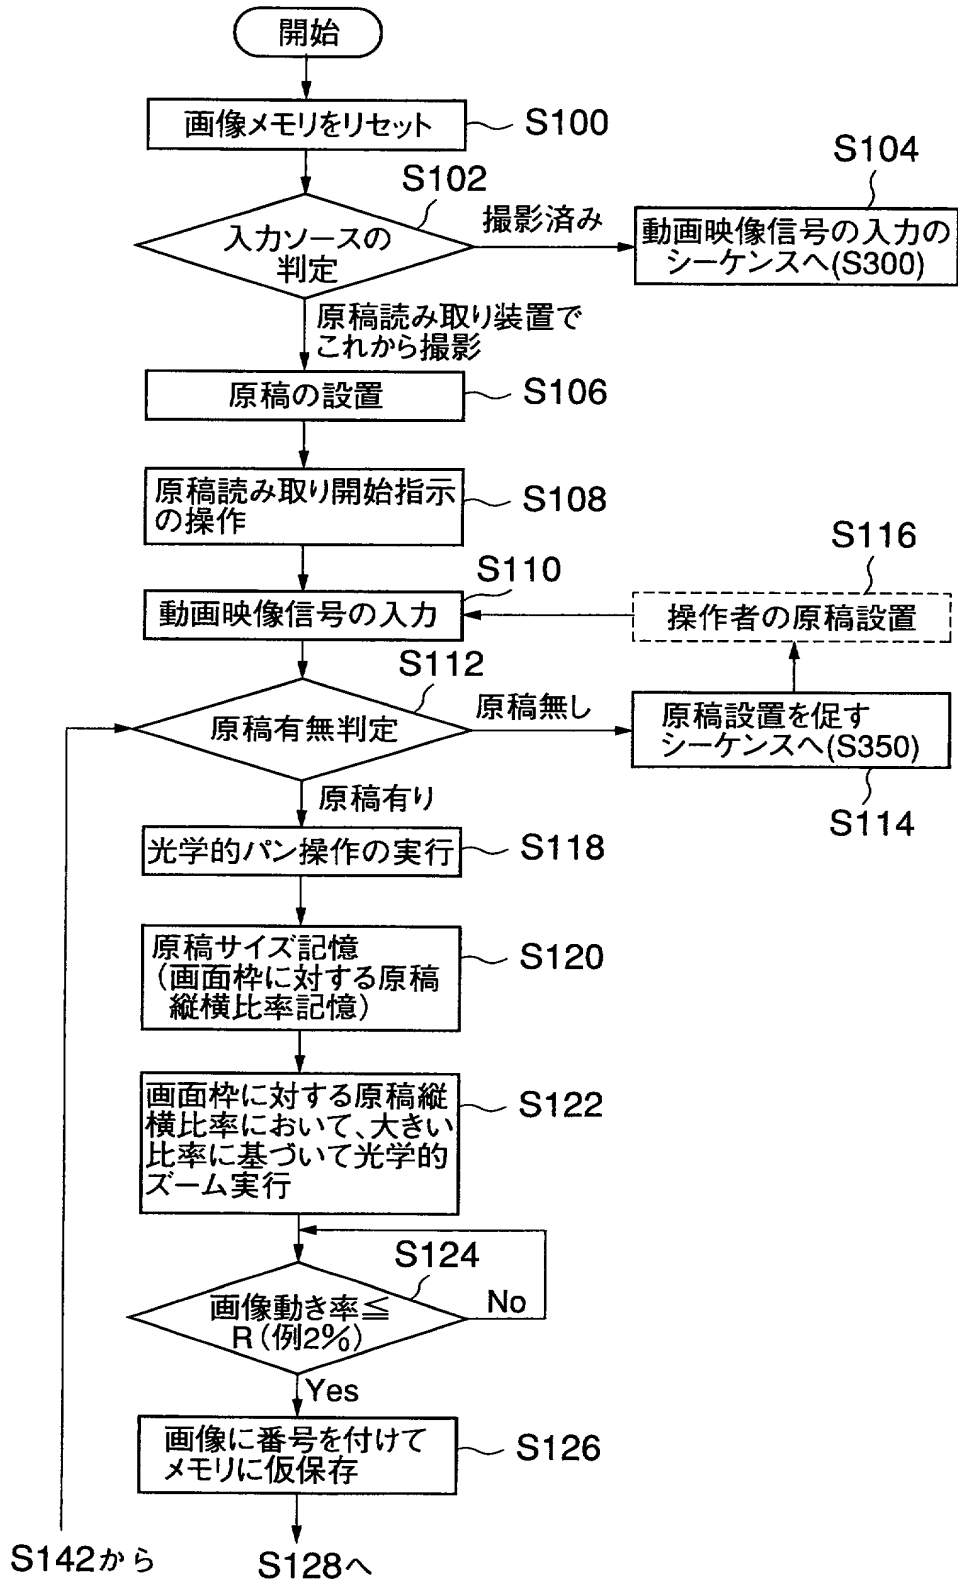 開始
画像メモリをリセット
S100
S102
入力ソースの
判定
撮影済み
S104
動画映像信号の入力の
シーケンスへ(S300)
原稿読み取り装置で
これから撮影
原稿の設置
S106
原稿読み取り開始指示
の操作
S108
S110
動画映像信号の入力
S116
操作者の原稿設置
S112
原稿有無判定
原稿無し
原稿設置を促す
シーケンスへ(S350)
S114
原稿有り
光学的パン操作の実行
S118
原稿サイズ記憶
(画面枠に対する原稿
縦横比率記憶)
S120
画面枠に対する原稿縦
横比率において、大きい
比率に基づいて光学的
ズーム実行
S122
S124
画像動き率≦
R(例2%)
No
Yes
画像に番号を付けて
メモリに仮保存
S126
S142から
S128へ